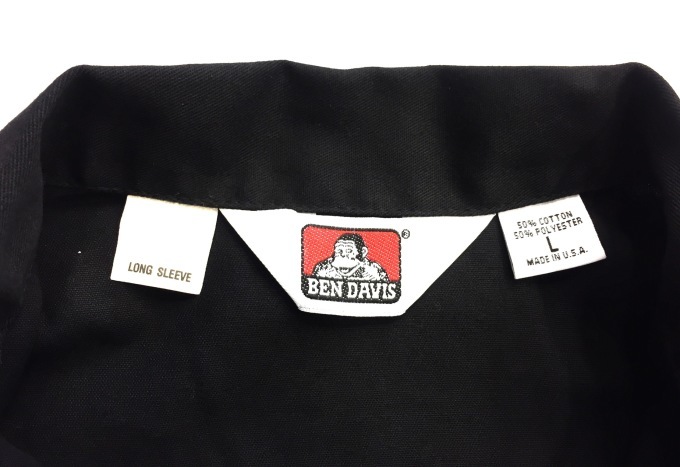 LONG SLEEVE
BEN DAVIS
®
50% COTTON
50% POLYESTER
L
MADE IN U.S.A.